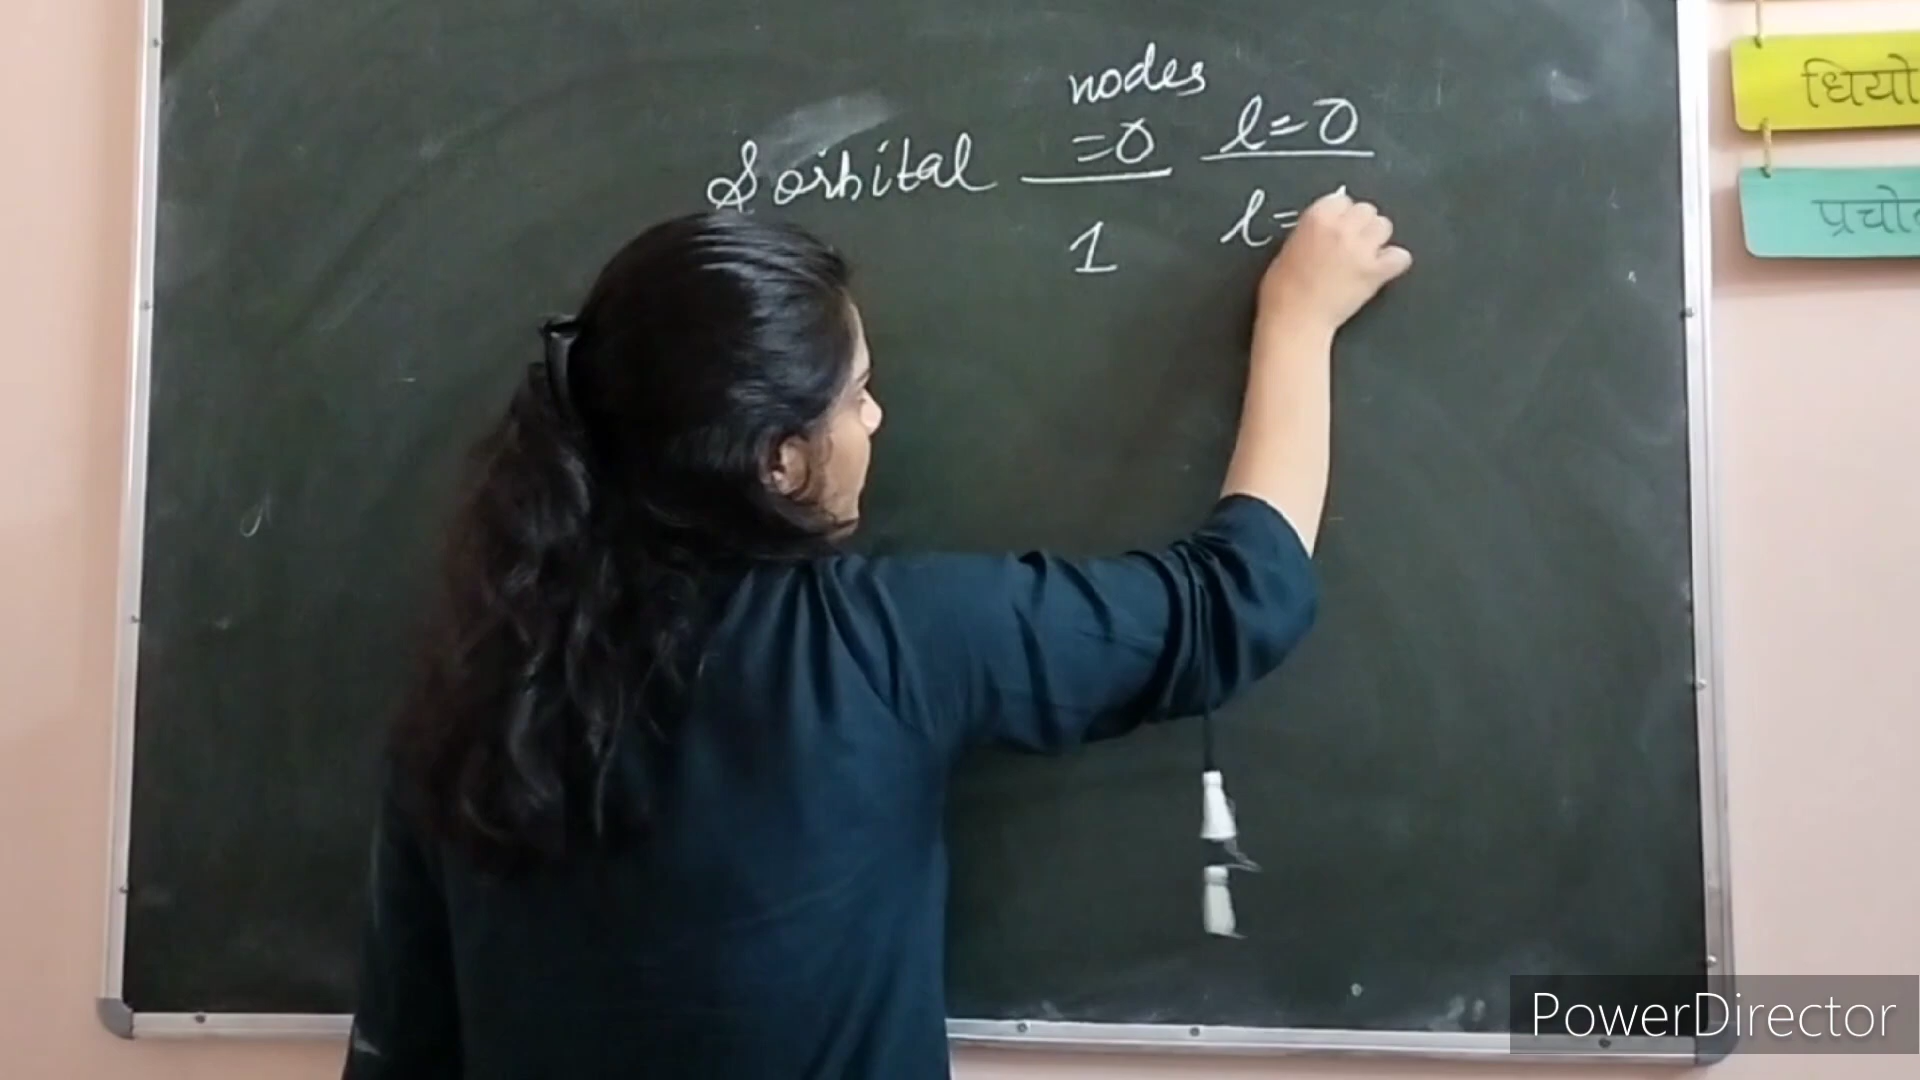 nodes
S orbital =0 l=0
1 l=
धियो
प्रचो
PowerDirector